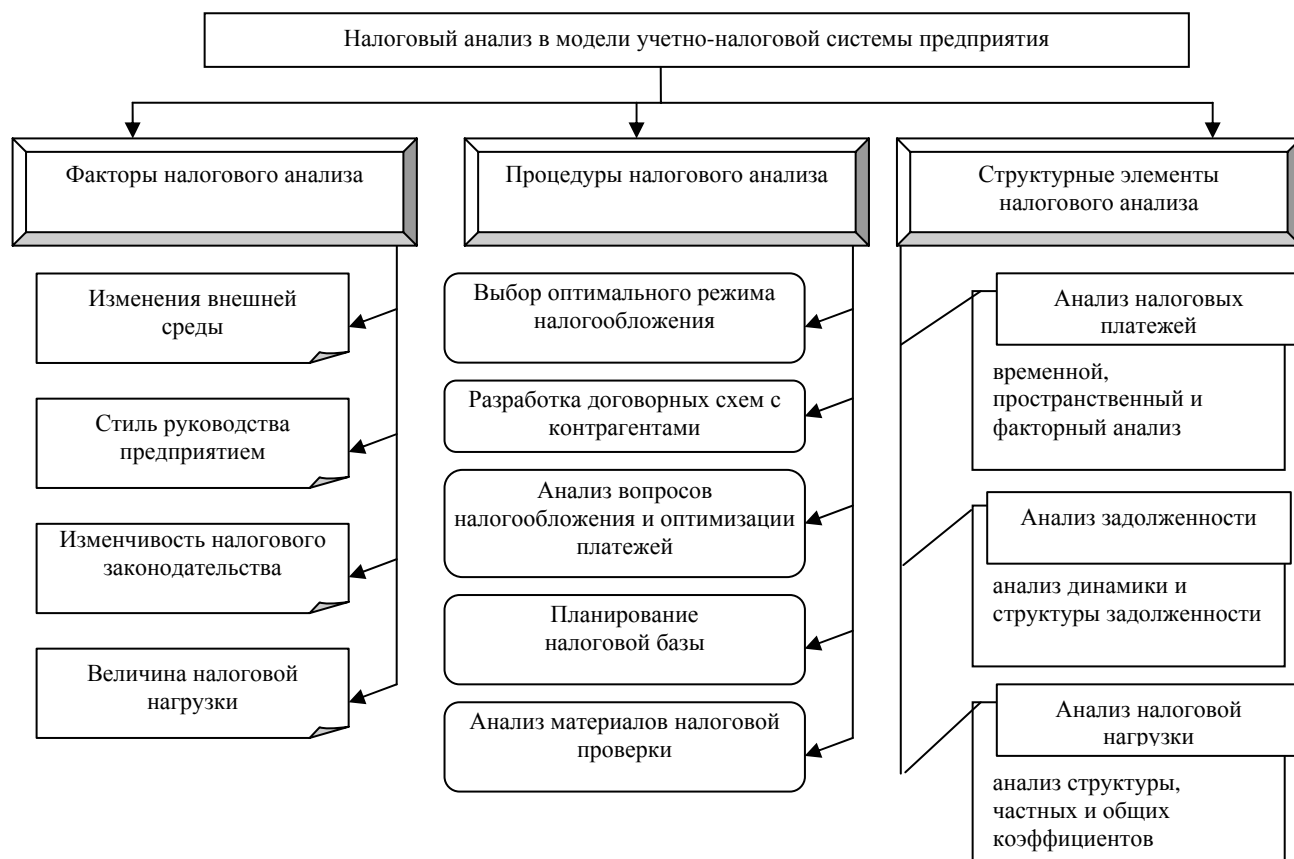 Налоговый анализ в модели учетно-налоговой системы предприятия
Факторы налогового анализа
Изменения внешней
среды
Стиль руководства
предприятием
Изменчивость налогового
законодательства
Величина налоговой
нагрузки
Процедуры налогового анализа
Выбор оптимального режима
налогообложения
Разработка договорных схем с
контрагентами
Анализ вопросов
налогообложения и оптимизации
платежей
Планирование
налоговой базы
Анализ материалов налоговой
проверки
Структурные элементы
налогового анализа
Анализ налоговых
платежей
временной,
пространственный и
факторный анализ
Анализ задолженности
анализ динамики и
структуры задолженности
Анализ налоговой
нагрузки
анализ структуры,
частных и общих
коэффициентов